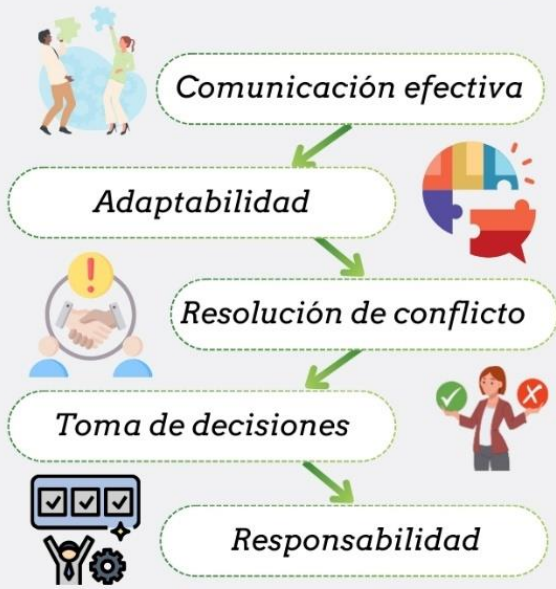 Comunicación efectiva
Adaptabilidad
Resolución de conflicto
Toma de decisiones
Responsabilidad